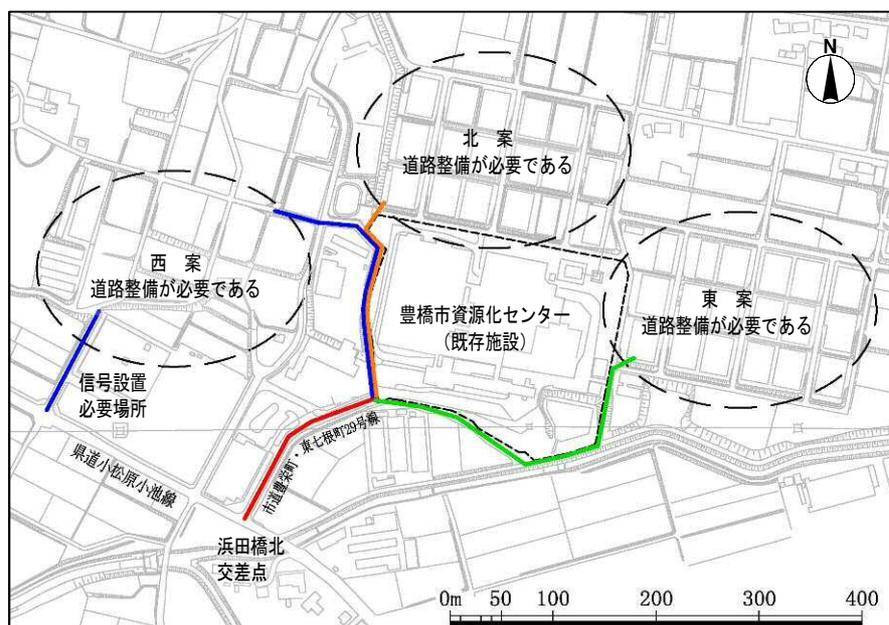 N
北 案
道路整備が必要である
西 案
道路整備が必要である
東 案
道路整備が必要である
豊橋市資源化センター
(既存施設)
信号設置
必要場所
県道小松原小池線
市道豊栄町・東七根町29号線
浜田橋北
交差点
0m 50 100 200 300 400